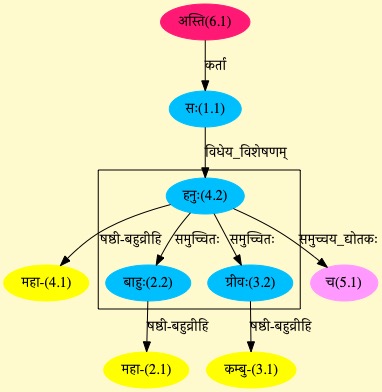 अस्ति(6.1)
कर्ता
सः(1.1)
विधेय_विशेषणम्
हनुः(4.2)
षष्ठी-बहुव्रीहि समुच्चितः समुच्चितः समुच्चय_द्योतकः
महा-(4.1) बाहुः(2.2) ग्रीवः(3.2) च(5.1)
षष्ठी-बहुव्रीहि षष्ठी-बहुव्रीहि
महा-(2.1) कम्बु-(3.1)